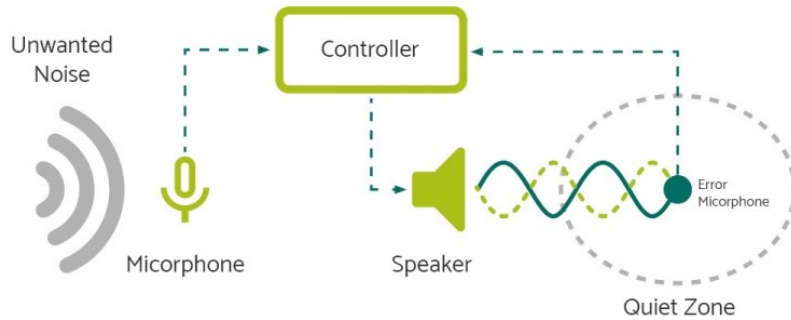 Unwanted
Noise
Controller
Error
Micorphone
Micorphone
Speaker
Quiet Zone